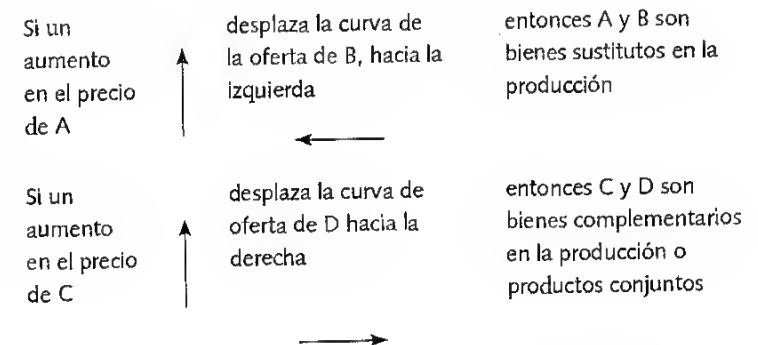 Si un
aumento
en el precio
de A
desplaza la curva de
la oferta de B, hacia la
izquierda
entonces A y B son
bienes sustitutos en la
producción
Si un
aumento
en el precio
de C
desplaza la curva de
oferta de D hacia la
derecha
entonces C y D son
bienes complementarios
en la producción o
productos conjuntos